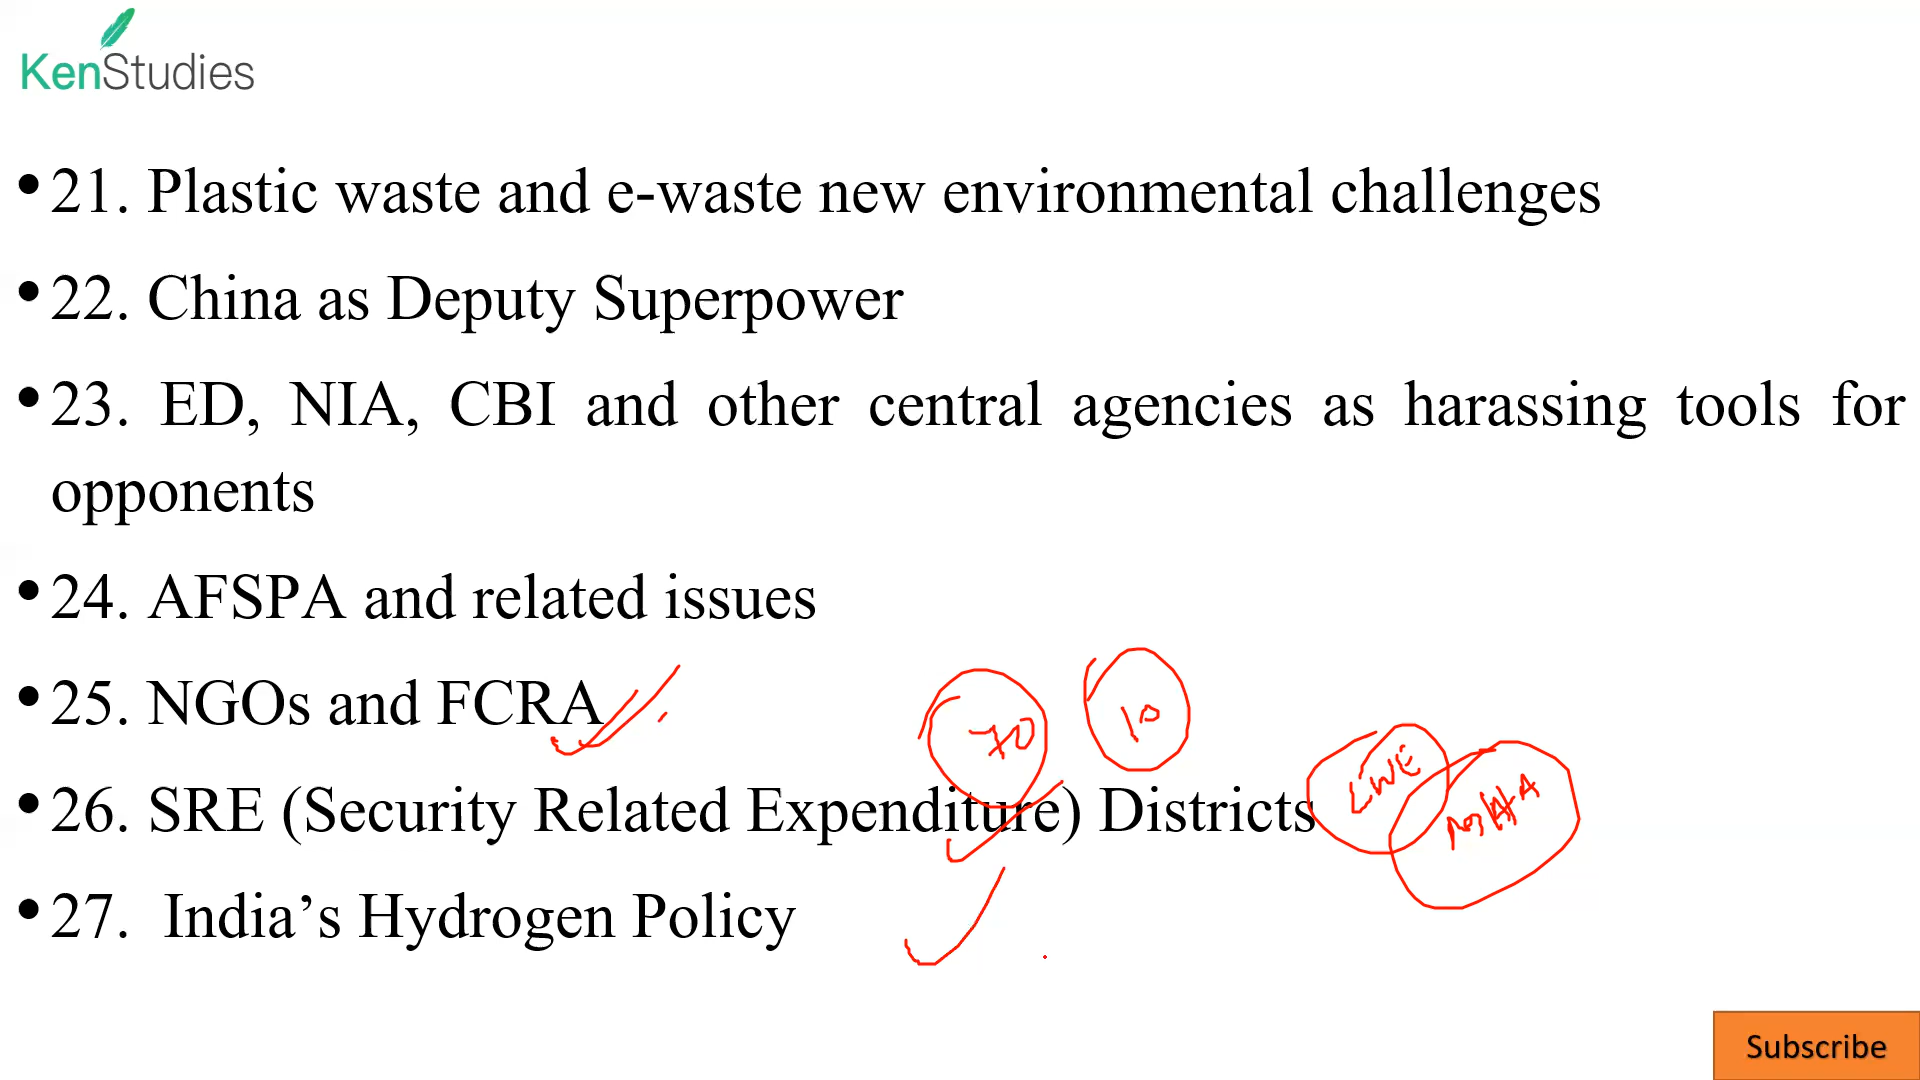 KenStudies
• 21. Plastic waste and e-waste new environmental challenges
• 22. China as Deputy Superpower
• 23. ED, NIA, CBI and other central agencies as harassing tools for
opponents
• 24. AFSPA and related issues
• 25. NGOs and FCRA
70
10
• 26. SRE (Security Related Expenditure) Districts
LWE
• 27. India’s Hydrogen Policy
Subscribe